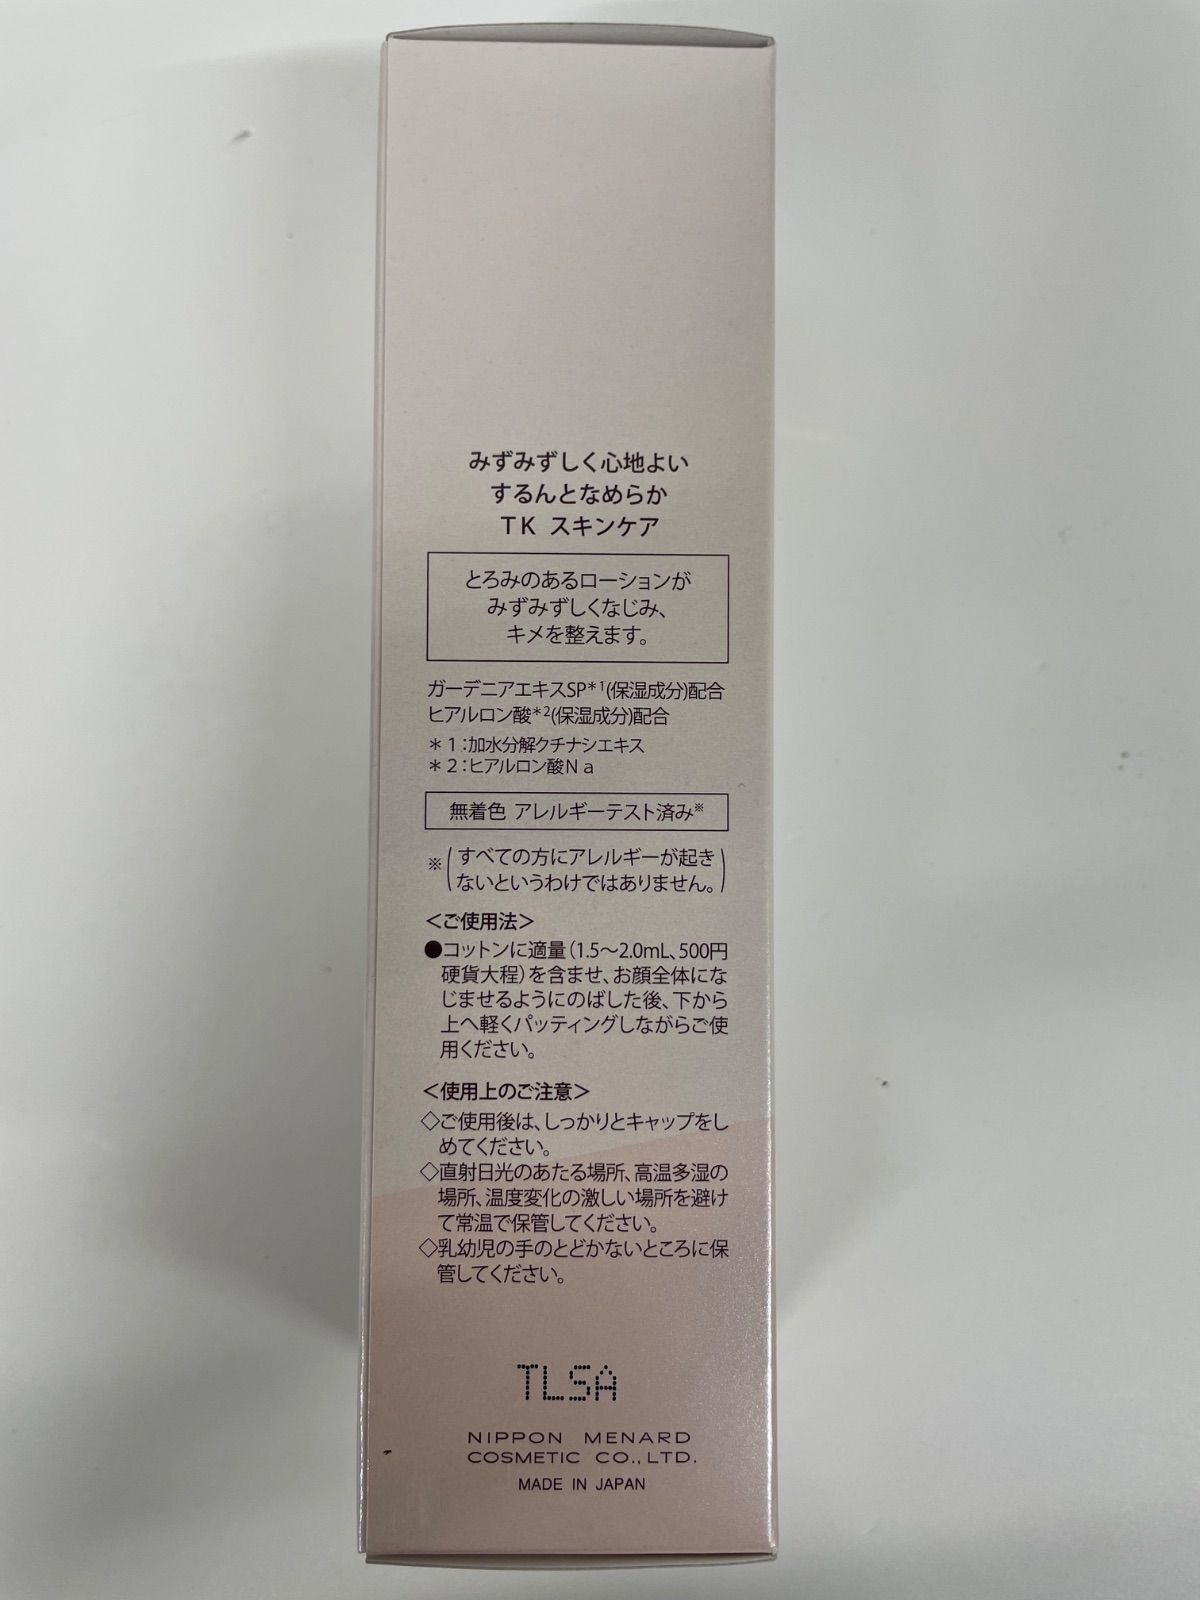 みずみずしく心地よい
するんとなめらか
TK スキンケア
とろみのあるローションが
みずみずしくなじみ、
キメを整えます。
ガーデニアエキスSP*1(保湿成分)配合
ヒアルロン酸*2(保湿成分)配合
＊1:加水分解クチナシエキス
＊2:ヒアルロン酸Na
無着色 アレルギーテスト済み※
※(すべての方にアレルギーが起き
ないというわけではありません。)
＜ご使用法＞
●コットンに適量(1.5～2.0mL、500円
硬貨大程)を含ませ、お顔全体にな
じませるようにのばした後、下から
上へ軽くパッティングしながらご使
用ください。
＜使用上のご注意＞
◇ご使用後は、しっかりとキャップをし
めてください。
◇直射日光のあたる場所、高温多湿の
場所、温度変化の激しい場所を避け
て常温で保管してください。
◇乳幼児の手のとどかないところに保
管してください。
TLSA
NIPPON MENARD
COSMETIC CO., LTD.
MADE IN JAPAN